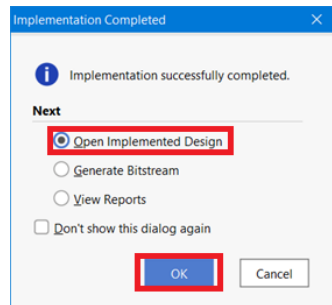 Implementation Completed
Implementation successfully completed.
Next
Open Implemented Design
Generate Bitstream
View Reports
Don't show this dialog again
OK
Cancel